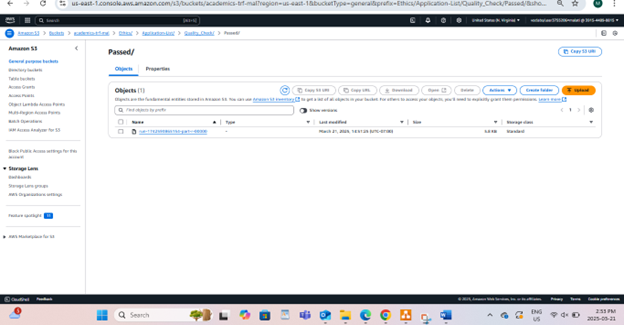 us-east-1.console.aws.amazon.com/s3/buckets/academics-trf-mal?region=us-east-1&bucketType=general&prefix=Ethics/Application-List/Quality_Check/Passed/&sho...
Search
[Alt+S]
United States (N. Virginia)
Amazon S3 > Buckets > academics-trf-mal > Ethics/ > Application-List/ > Quality_Check/ > Passed/
Amazon S3
General purpose buckets
Directory buckets
Table buckets
Access Grants
Access Points
Object Lambda Access Points
Multi-Region Access Points
Batch Operations
IAM Access Analyzer for S3
Block Public Access settings for this account
Storage Lens
Dashboards
Storage Lens groups
AWS Organizations settings
Feature spotlight
AWS Marketplace for S3
Passed/
Copy S3 URI
Objects
Properties
Objects (1)
Copy S3 URI
Copy URL
Download
Open
Delete
Actions
Create folder
Upload
Objects are the fundamental entities stored in Amazon S3. You can use Amazon S3 inventory to get a list of all objects in your bucket. For others to access your objects, you'll need to explicitly grant them permissions. Learn more
Find objects by prefix
Show versions
1
Name
Type
Last modified
Size
Storage class
-
March 21, 2025, 14:51:25 (UTC-07:00)
Standard
CloudShell
Feedback
© 2025, Amazon Web Services, Inc. or its affiliates.
Privacy
Terms
Cookie preferences
Search
ENG
US
2:53 PM
2025-03-21